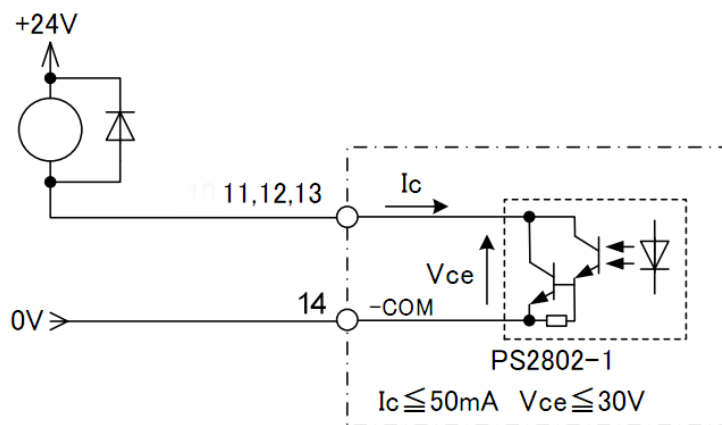 +24V
11,12,13
Ic
Vce
14
-COM
0V
PS2802-1
Ic≦50mA Vce≦30V